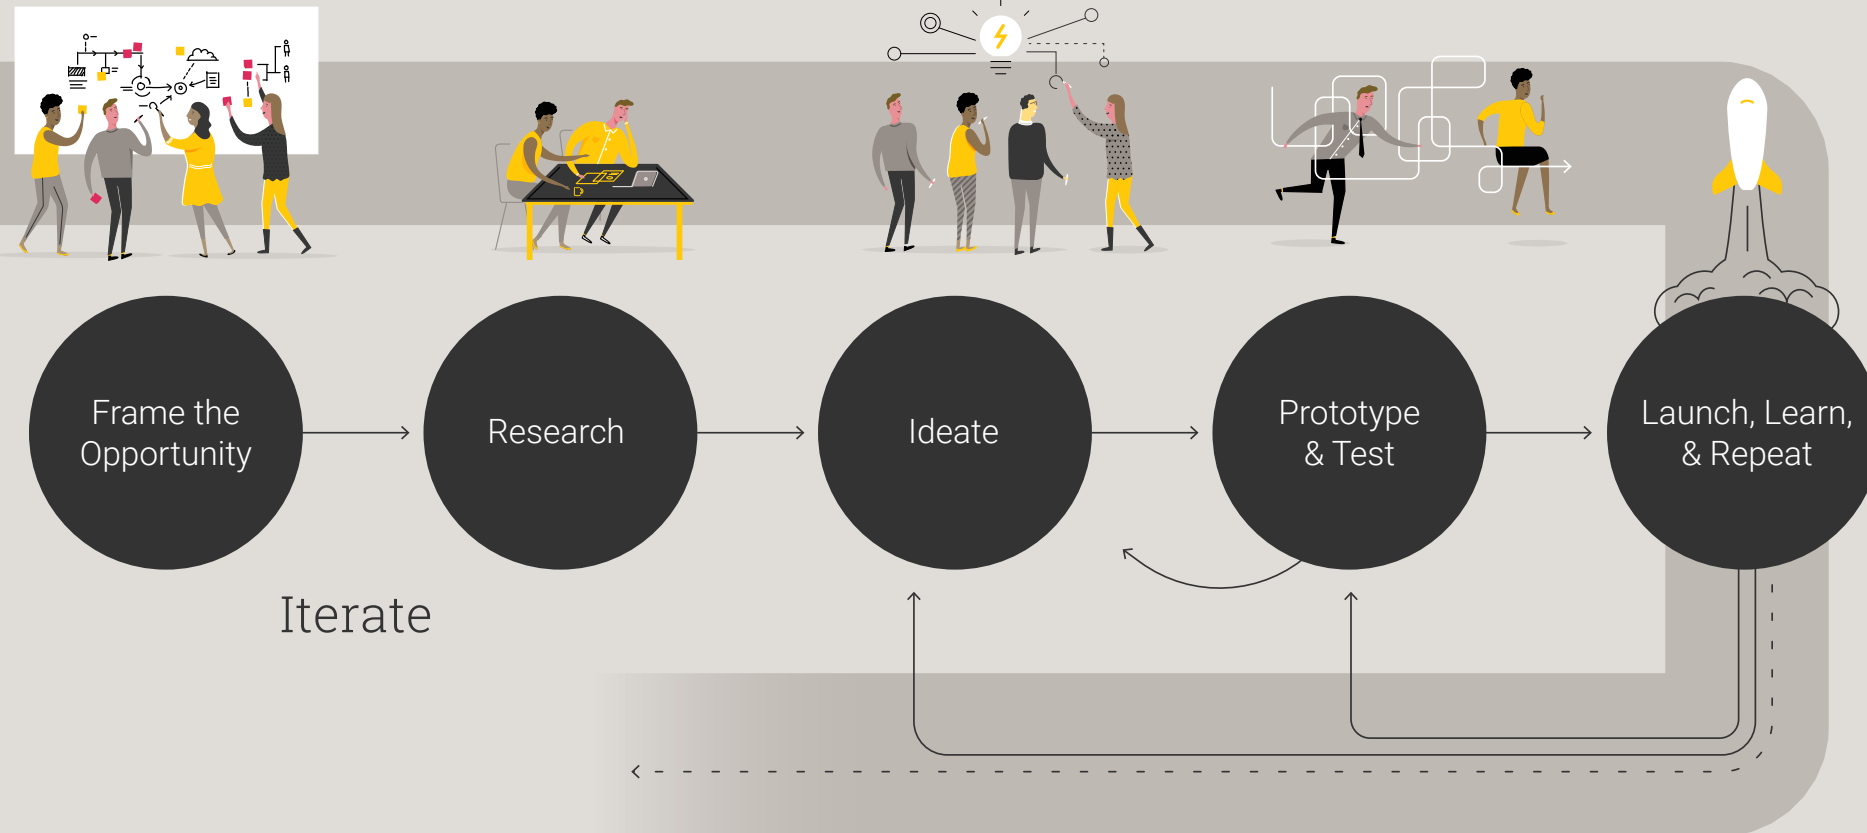 Frame the
Opportunity
Research
Ideate
Prototype
& Test
Launch, Learn,
& Repeat
Iterate